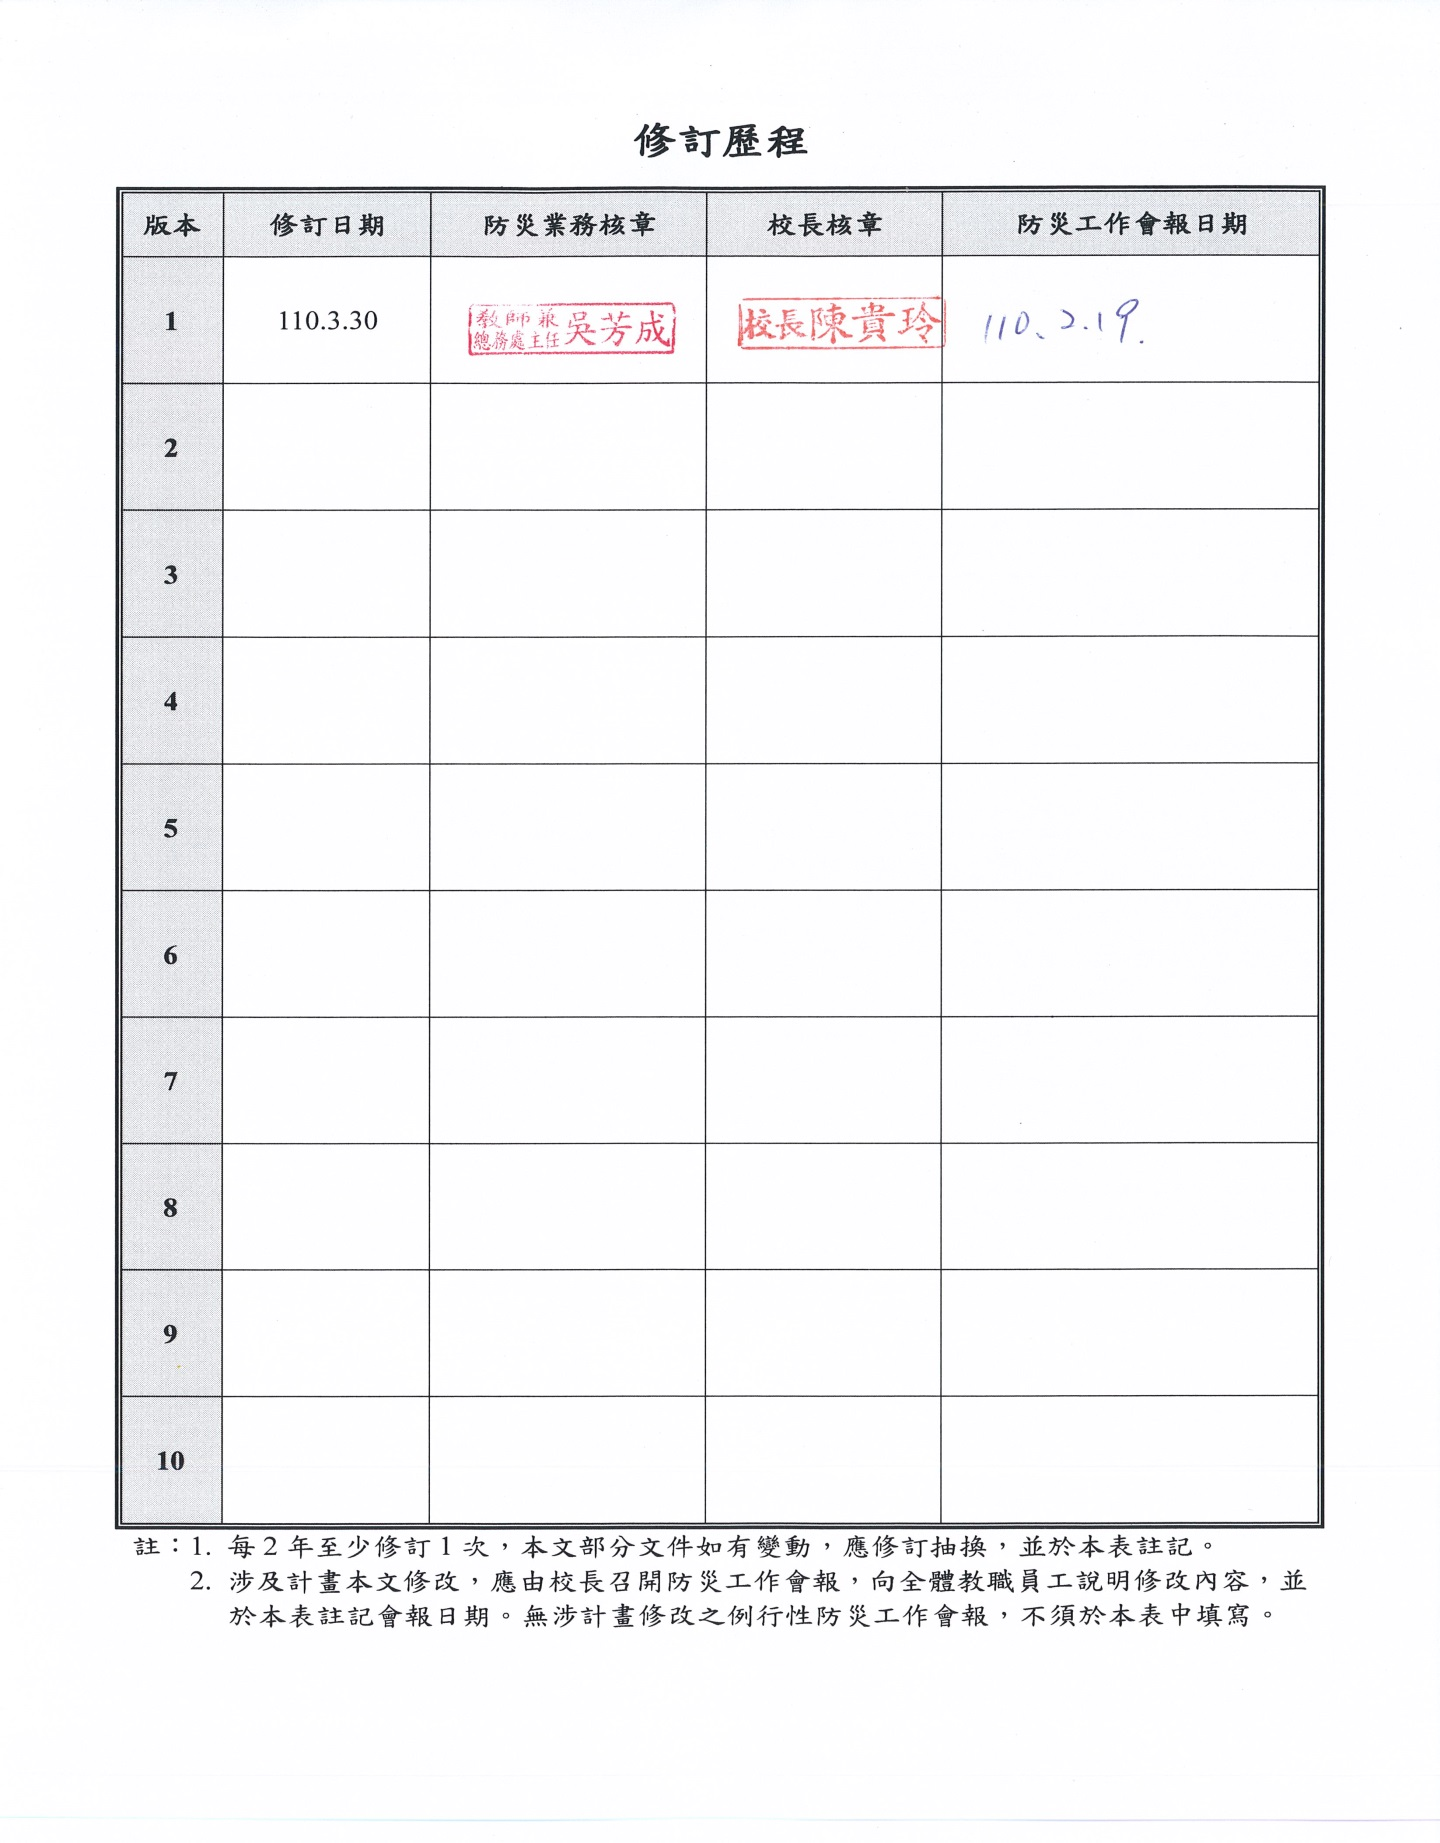 修訂歷程
版本 修訂日期 防災業務核章 校長核章 防災工作會報日期
1 110.3.30 教師兼總務處主任吳芳成 校長陳貴玲 110.2.19.
2
3
4
5
6
7
8
9
10
註：1. 每2年至少修訂1次，本文部分文件如有變動，應修訂抽換，並於本表註記。
2. 涉及計畫本文修改，應由校長召開防災工作會報，向全體教職員工說明修改內容，並
於本表註記會報日期。無涉計畫修改之例行性防災工作會報，不須於本表中填寫。